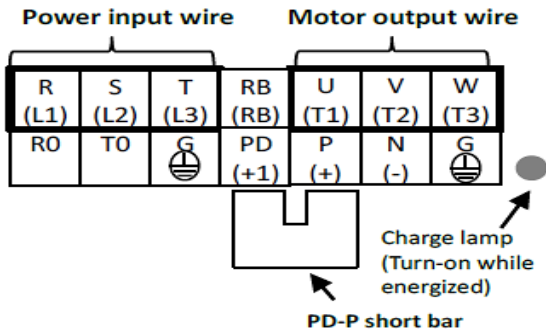 Power input wire Motor output wire
R S T RB U V W
(L1) (L2) (L3) (RB) (T1) (T2) (T3)
R0 T0 G PD P N G
(+1) (+) (-)
Charge lamp
(Turn-on while
energized)
PD-P short bar